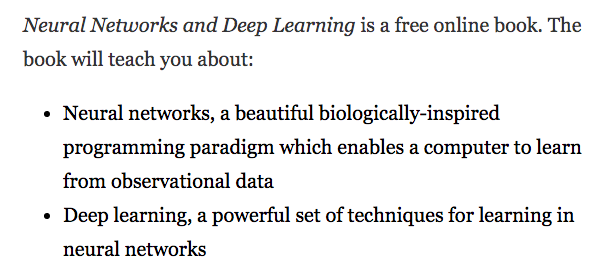 Neural Networks and Deep Learning is a free online book. The
book will teach you about:
• Neural networks, a beautiful biologically-inspired
programming paradigm which enables a computer to learn
from observational data
• Deep learning, a powerful set of techniques for learning in
neural networks